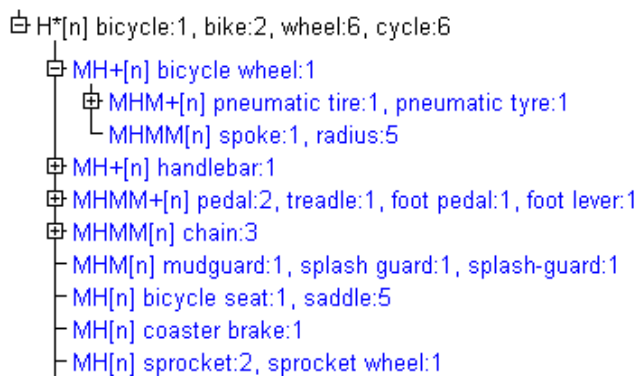 H*[n] bicycle:1, bike:2, wheel:6, cycle:6
MH+[n] bicycle wheel:1
MHM+[n] pneumatic tire:1, pneumatic tyre:1
MHMM[n] spoke:1, radius:5
MH+[n] handlebar:1
MHMM+[n] pedal:2, treadle:1, foot pedal:1, foot lever:1
MHMM[n] chain:3
MHM[n] mudguard:1, splash guard:1, splash-guard:1
MH[n] bicycle seat:1, saddle:5
MH[n] coaster brake:1
MH[n] sprocket:2, sprocket wheel:1